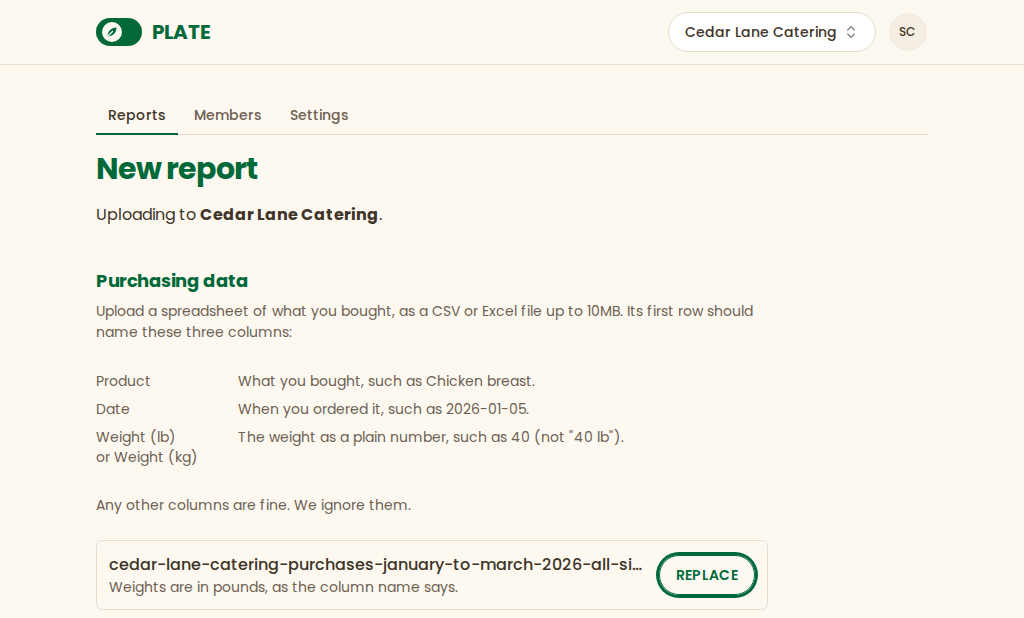 PLATE
Cedar Lane Catering
SC
Reports
Members
Settings
New report
Uploading to Cedar Lane Catering.
Purchasing data
Upload a spreadsheet of what you bought, as a CSV or Excel file up to 10MB. Its first row should
name these three columns:
Product
What you bought, such as Chicken breast.
Date
When you ordered it, such as 2026-01-05.
Weight (lb)
or Weight (kg)
The weight as a plain number, such as 40 (not "40 lb").
Any other columns are fine. We ignore them.
cedar-lane-catering-purchases-january-to-march-2026-all-si...
Weights are in pounds, as the column name says.
REPLACE